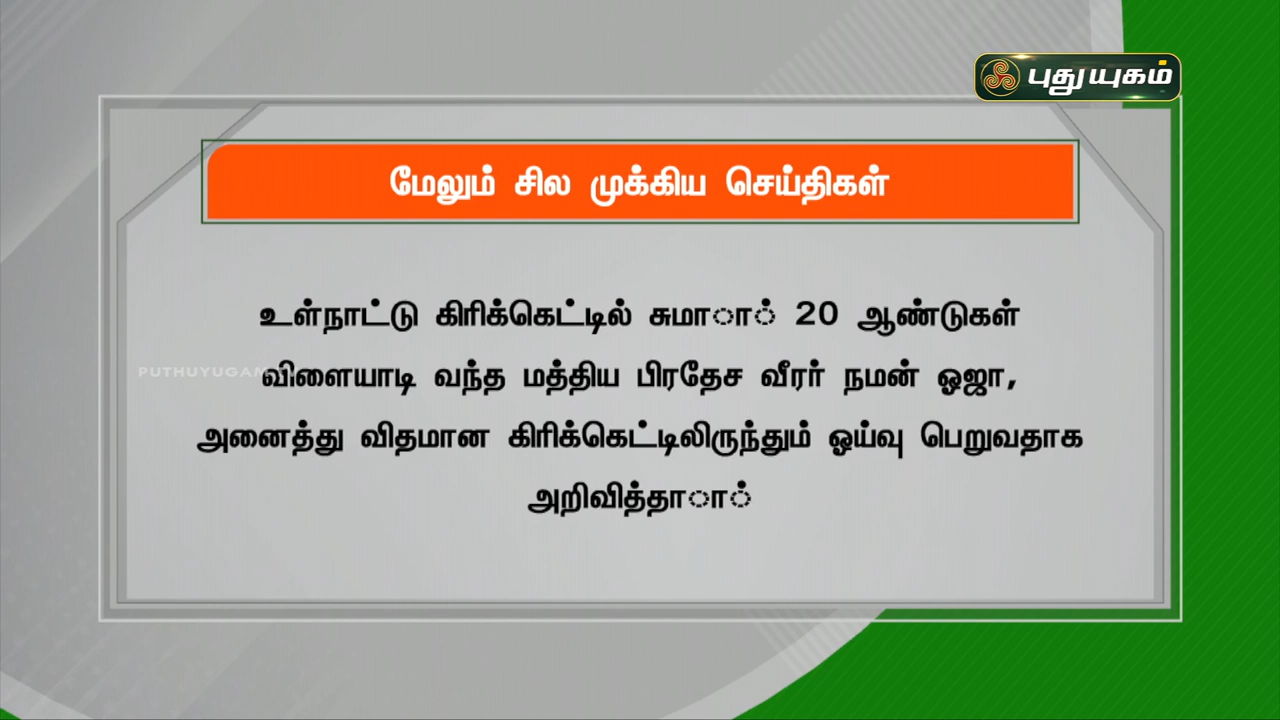 புதுயுகம்
மேலும் சில முக்கிய செய்திகள்
உள்நாட்டு கிரிக்கெட்டில் சுமாா் 20 ஆண்டுகள்
PUTHUYUGAM
விளையாடி வந்த மத்திய பிரதேச வீரர் நமன் ஓஜா,
அனைத்து விதமான கிரிக்கெட்டிலிருந்தும் ஓய்வு பெறுவதாக
அறிவித்தாா்